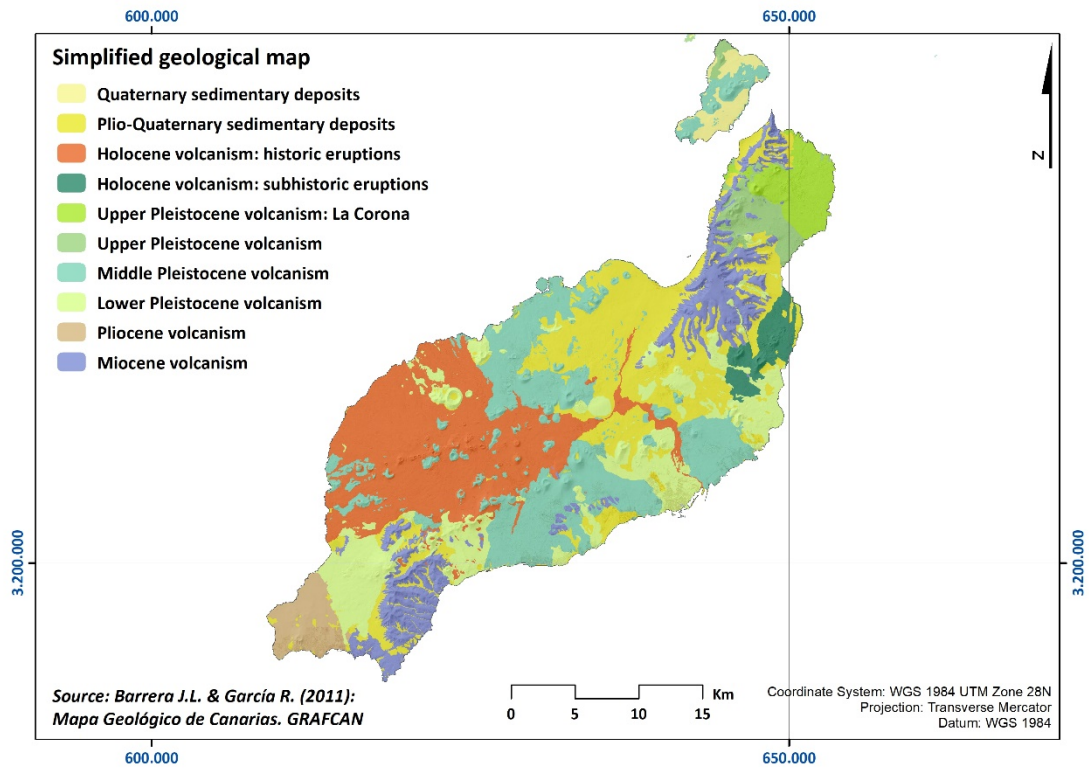 600.000
650.000
Simplified geological map
Quaternary sedimentary deposits
Plio-Quaternary sedimentary deposits
Holocene volcanism: historic eruptions
Holocene volcanism: subhistoric eruptions
Upper Pleistocene volcanism: La Corona
Upper Pleistocene volcanism
Middle Pleistocene volcanism
Lower Pleistocene volcanism
Pliocene volcanism
Miocene volcanism
N
3.200.000
3.200.000
Source: Barrera J.L. & García R. (2011):
Mapa Geológico de Canarias. GRAFCAN
Km
0 5 10 15
Coordinate System: WGS 1984 UTM Zone 28N
Projection: Transverse Mercator
Datum: WGS 1984
600.000
650.000